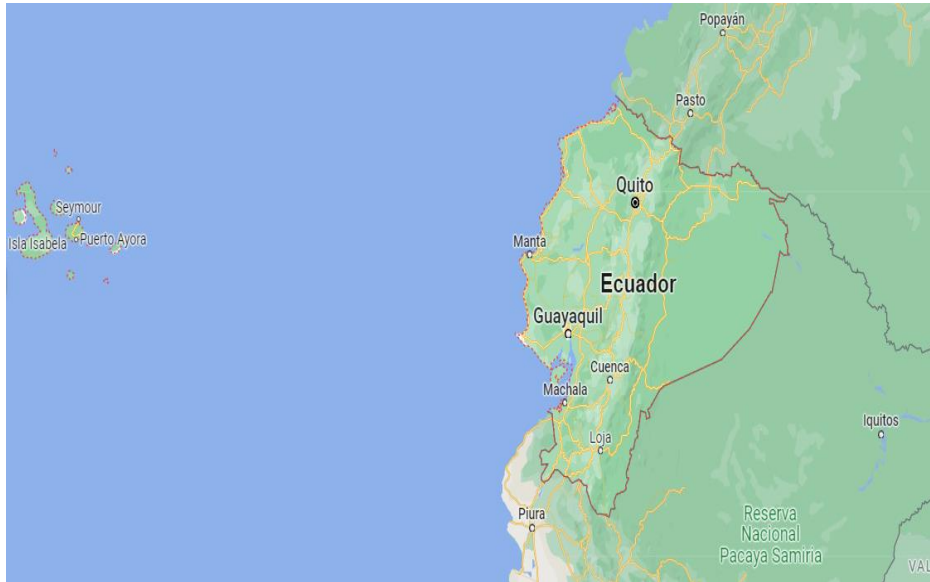 Popayán
Pasto
Quito
Seymour
Isla Isabela
Puerto Ayora
Manta
Ecuador
Guayaquil
Cuenca
Machala
Iquitos
Loja
Piura
Reserva
Nacional
Pacaya Samiria
VAL